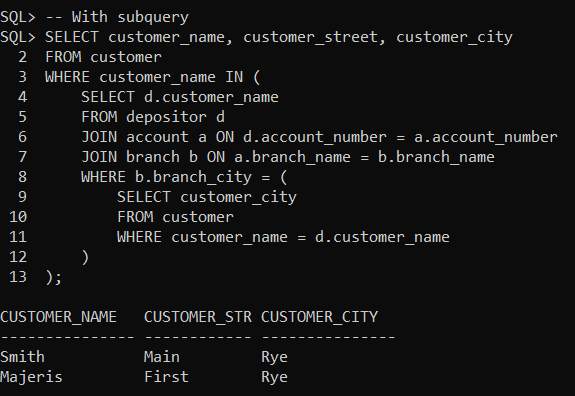 SQL> -- With subquery
SQL> SELECT customer_name, customer_street, customer_city
  2  FROM customer
  3  WHERE customer_name IN (
  4      SELECT d.customer_name
  5      FROM depositor d
  6      JOIN account a ON d.account_number = a.account_number
  7      JOIN branch b ON a.branch_name = b.branch_name
  8      WHERE b.branch_city = (
  9          SELECT customer_city
 10          FROM customer
 11          WHERE customer_name = d.customer_name
 12      )
 13  );

CUSTOMER_NAME   CUSTOMER_STR CUSTOMER_CITY
--------------- ------------ ---------------
Smith           Main         Rye
Majeris         First        Rye